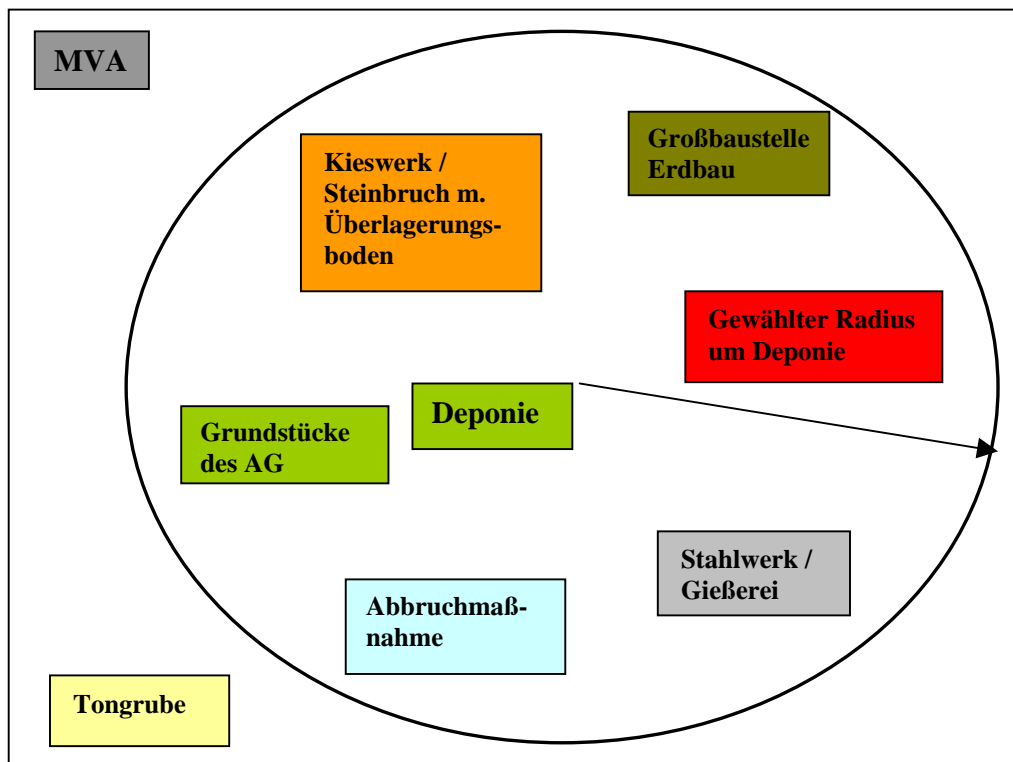 MVA
Großbaustelle
Erdbau
Kieswerk /
Steinbruch m.
Überlagerungs-
boden
Gewählter Radius
um Deponie
Deponie
Grundstücke
des AG
Stahlwerk /
Gießerei
Abbruchmaß-
nahme
Tongrube